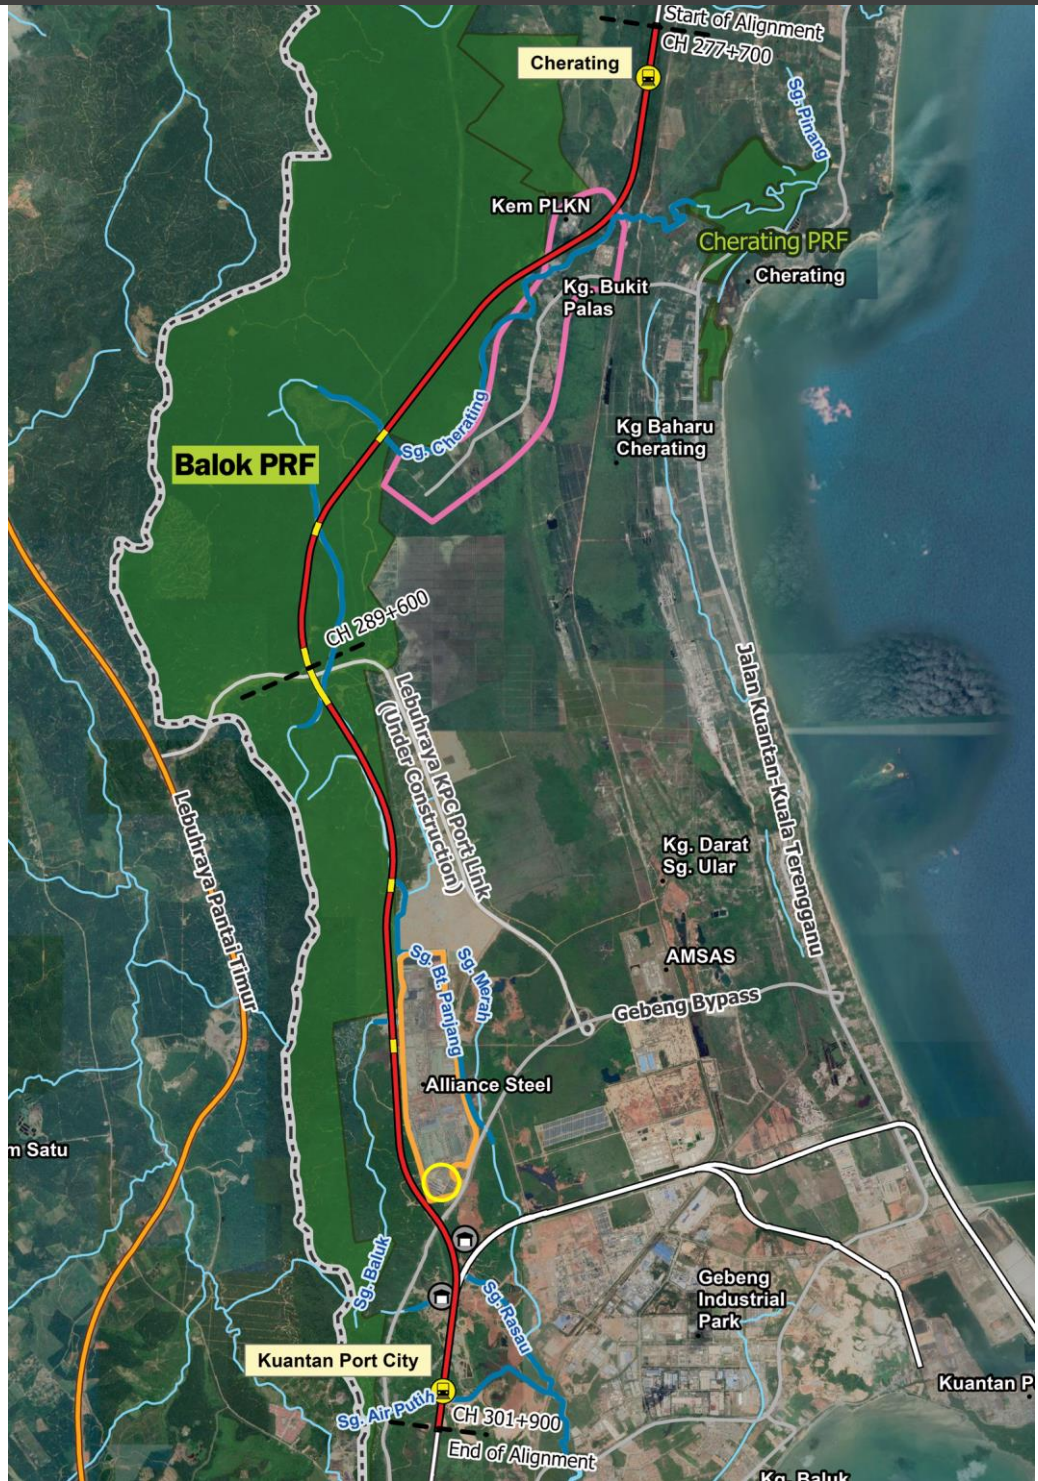 Start of Alignment
CH 277+700
Cherating
Sg. Pinang
Kem PLKN
Cherating PRF
Cherating
Kg. Bukit
Palas
Sg. Cherating
Kg Baharu
Cherating
Balok PRF
CH 289+600
Lebuhraya KPC Port Link
(Under Construction)
Jalan Kuantan-Kuala Terengganu
Lebuhraya Pantai Timur
Kg. Darat
Sg. Ular
AMSAS
Sg. Bt. Panjang
Sg. Merah
Gebeng Bypass
Alliance Steel
m Satu
Sg. Baluk
Sg. Rasau
Gebeng
Industrial
Park
Kuantan Port City
Kuantan P
Sg. Air Putih
CH 301+900
End of Alignment
Kg. Baluk